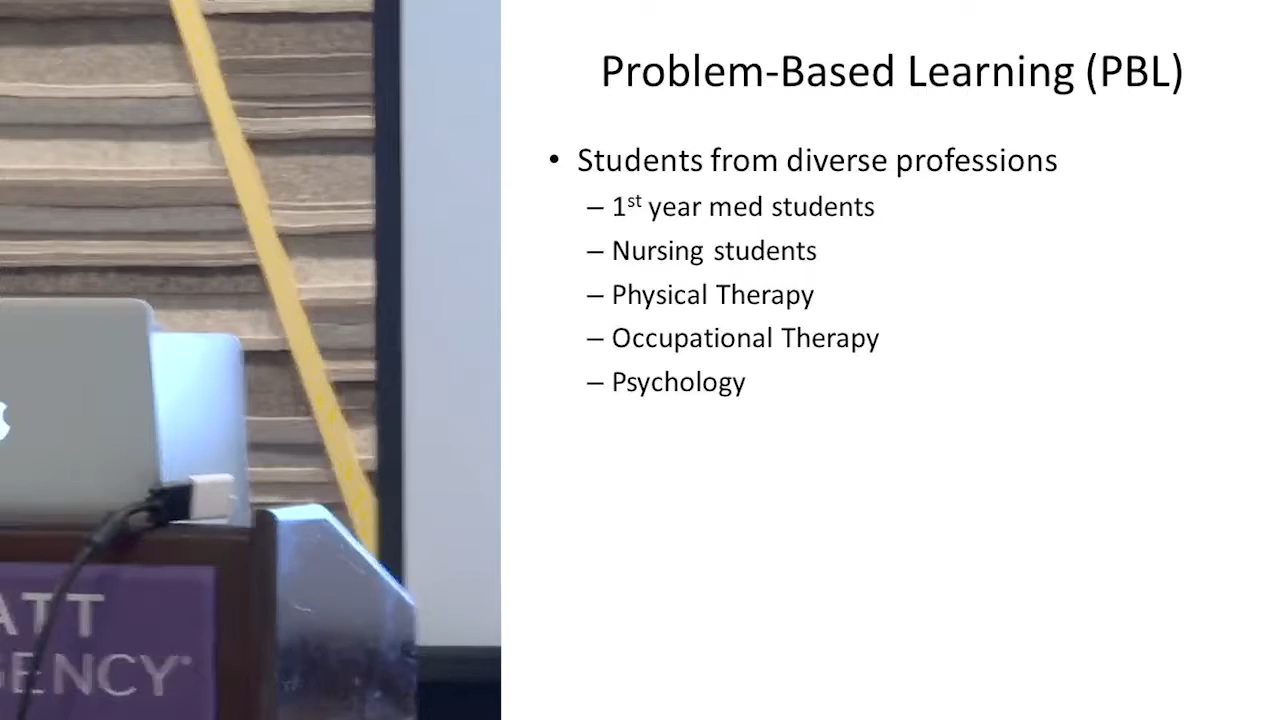 Problem-Based Learning (PBL)
• Students from diverse professions
– 1st year med students
– Nursing students
– Physical Therapy
– Occupational Therapy
– Psychology
ATT
GENCY